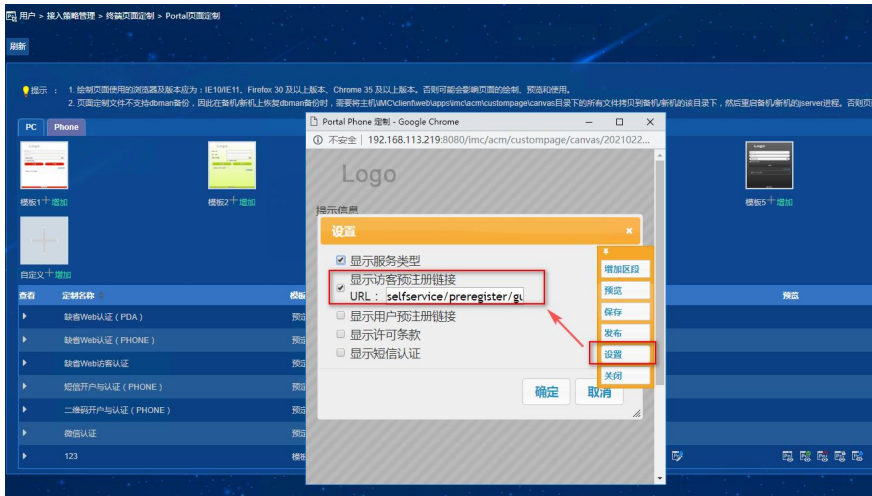 用户 > 接入策略管理 > 终端页面定制 > Portal页面定制
刷新
提示 : 1. 绘制页面使用的浏览器及版本应为：IE10/IE11、Firefox 30 及以上版本、Chrome 35 及以上版本。否则可能会影响页面的绘制、预览和使用。
2. 页面定制文件不支持dbman备份，因此在备机/新机上恢复dbman备份时，需要将主机\iMC\client\web\apps\imc\acm\custompage\canvas目录下的所有文件拷贝到备机/新机的该目录下，然后重启备机/新机的jserver进程。否则页
PC Phone
模板1 增加
模板2 增加
模板5 增加
自定义 增加
查看 定制名称 模板 预览
缺省Web认证（PDA） 预定
缺省Web认证（PHONE） 预定
缺省Web访客认证 预定
短信开户与认证（PHONE） 预定
二维码开户与认证（PHONE） 预定
微信认证 预定
123 模板
Portal Phone 定制 - Google Chrome
不安全 | 192.168.113.219:8080/imc/acm/custompage/canvas/2021022...
Logo
提示信息
设置
显示服务类型
显示访客预注册链接
URL： selfservice/preregister/gu
显示用户预注册链接
显示许可条款
显示短信认证
确定 取消
增加区段
预览
保存
发布
设置
关闭